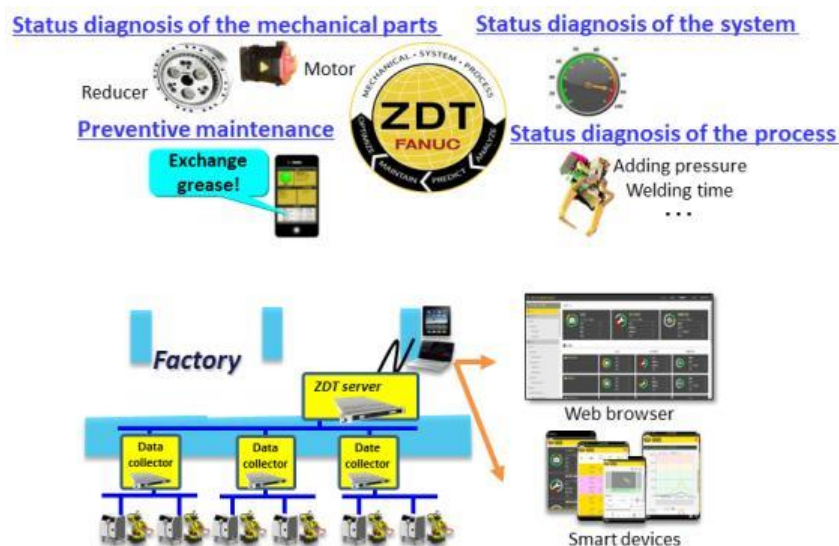 Status diagnosis of the mechanical parts
Reducer
Motor
Preventive maintenance
Exchange
grease!
MECHANICAL • SYSTEM • PROCESS
ZDT
FANUC
OPTIMIZE
MAINTAIN
PREDICT
ANALYZE
Status diagnosis of the system
Status diagnosis of the process
Adding pressure
Welding time
• • •
Factory
ZDT server
Data
collector
Data
collector
Date
collector
Web browser
Smart devices